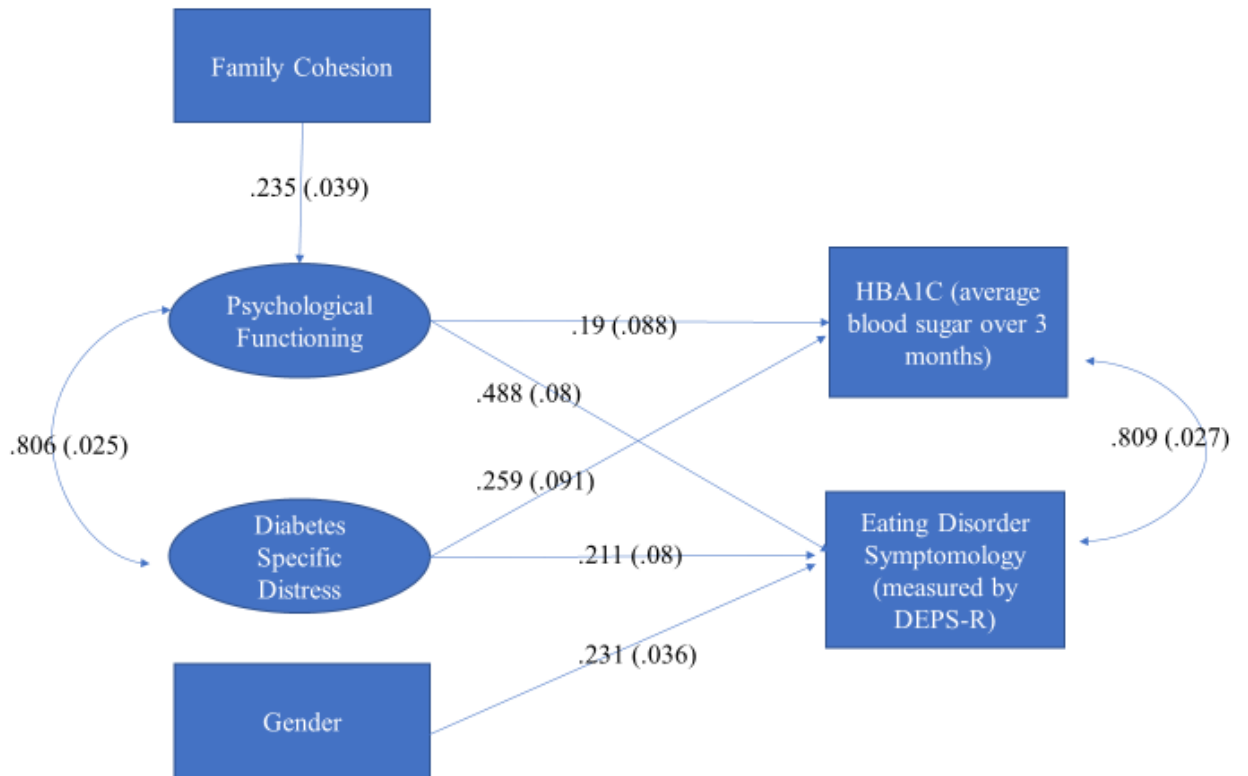 Family Cohesion
.235 (.039)
Psychological
Functioning
.19 (.088)
HBA1C (average
blood sugar over 3
months)
.488 (.08)
.806 (.025)
.809 (.027)
.259 (.091)
Diabetes
Specific
Distress
.211 (.08)
Eating Disorder
Symptomology
(measured by
DEPS-R)
.231 (.036)
Gender